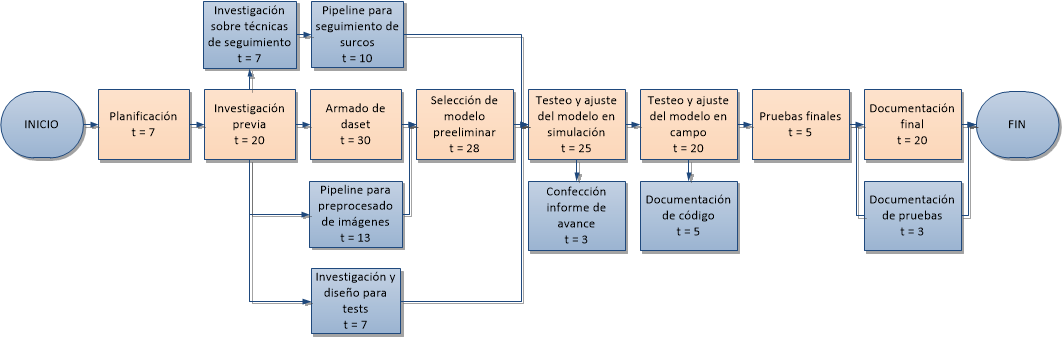 Investigación
sobre técnicas
de seguimiento
t = 7
Pipeline para
seguimiento de
surcos
t = 10
INICIO
Planificación
t = 7
Investigación
previa
t = 20
Armado de
daset
t = 30
Selección de
modelo
preeliminar
t = 28
Testeo y ajuste
del modelo en
simulación
t = 25
Testeo y ajuste
del modelo en
campo
t = 20
Pruebas finales
t = 5
Documentación
final
t = 20
FIN
Pipeline para
preprocesado
de imágenes
t = 13
Confección
informe de
avance
t = 3
Documentación
de código
t = 5
Documentación
de pruebas
t = 3
Investigación y
diseño para
tests
t = 7